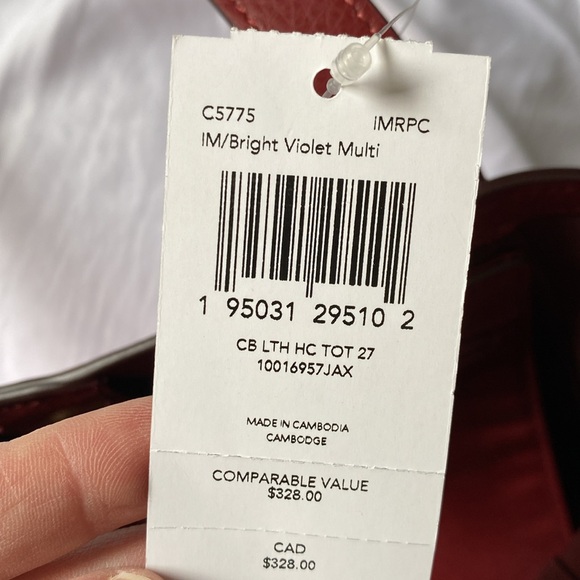 C5775 iMRPC
IM/Bright Violet Multi
1 95031 29510 2
CB LTH HC TOT 27
10016957JAX
MADE IN CAMBODIA
CAMBODGE
COMPARABLE VALUE
$328.00
CAD
$328.00